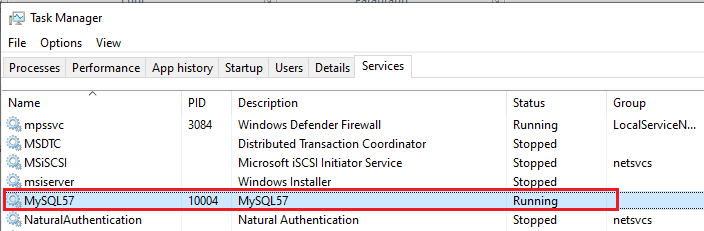 Task Manager
File Options View
Processes Performance App history Startup Users Details Services
Name PID Description Status Group
mpssvc 3084 Windows Defender Firewall Running LocalServiceN...
MSDTC Distributed Transaction Coordinator Stopped
MSiSCSI Microsoft iSCSI Initiator Service Stopped netsvcs
msiserver Windows Installer Stopped
MySQL57 10004 MySQL57 Running
NaturalAuthentication Natural Authentication Stopped netsvcs